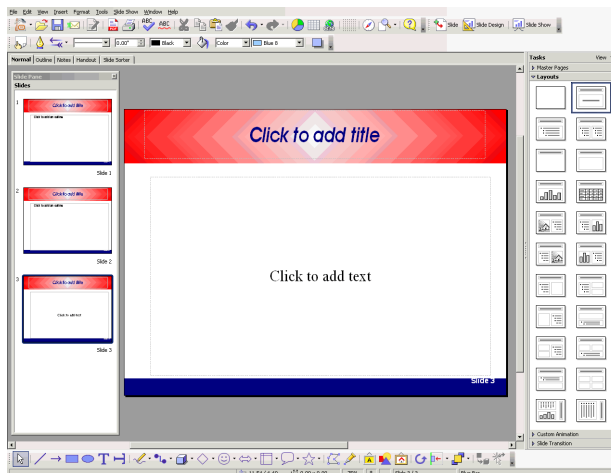 File Edit View Insert Format Tools Slide Show Window Help
Slide Slide Design Slide Show
0.00" Black Color Blue 8
Normal Outline Notes Handout Slide Sorter
Tasks View
Master Pages
Layouts
Slide Pane
Slides
1
Click to add title
Slide 1
2
Click to add title
Slide 2
3
Click to add title
Click to add text
Slide 3
Click to add title
Click to add text
Slide 3
Custom Animation
Slide Transition